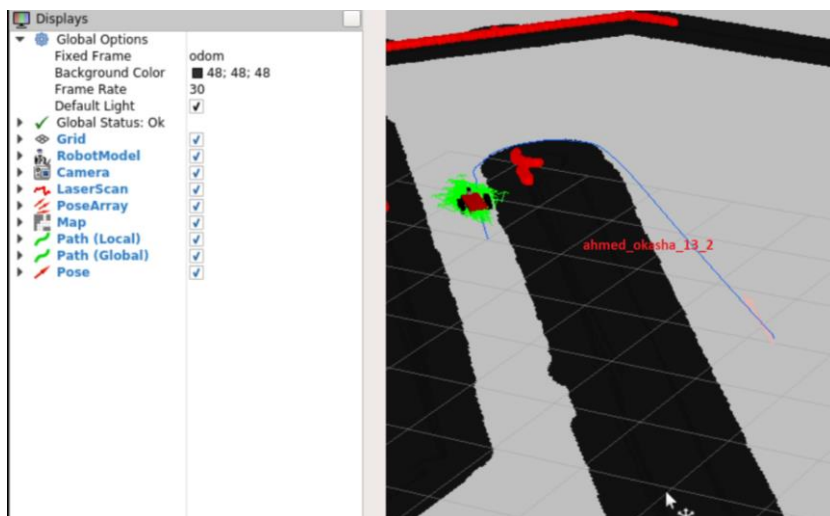 Displays
Global Options
Fixed Frame odom
Background Color 48; 48; 48
Frame Rate 30
Default Light
Global Status: Ok
Grid
RobotModel
Camera
LaserScan
PoseArray
Map
Path (Local)
Path (Global)
Pose
ahmed_okasha_13_2